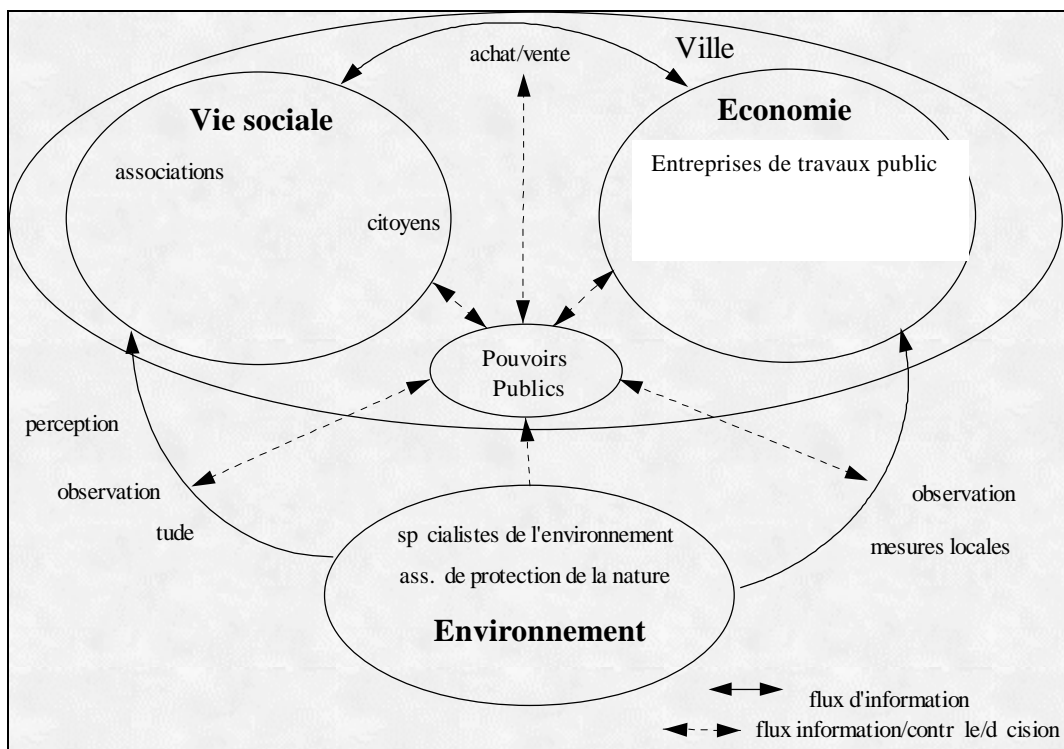 Ville
achat/vente
Vie sociale
Economie
associations
Entreprises de travaux public
citoyens
Pouvoirs
Publics
perception
observation
tude
observation
mesures locales
sp cialistes de l'environnement
ass. de protection de la nature
Environnement
flux d'information
flux information/contr le/d cision